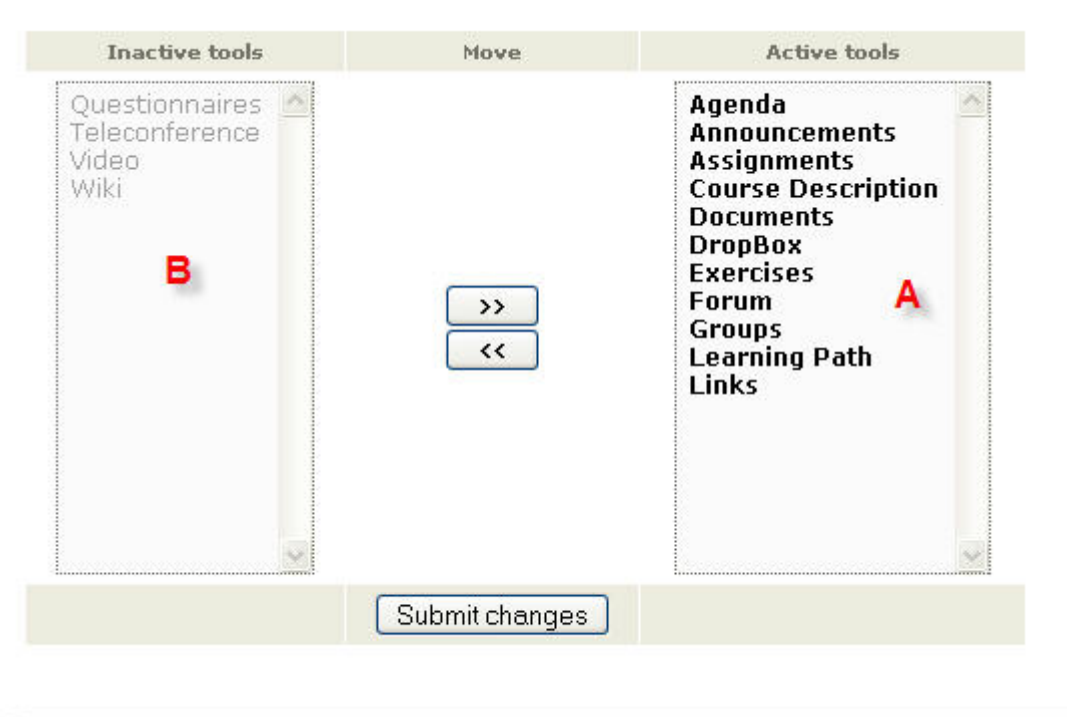 Inactive tools
Move
Active tools
Questionnaires
Teleconference
Video
Wiki
B
>>
<<
Agenda
Announcements
Assignments
Course Description
Documents
DropBox
Exercises
Forum
Groups
Learning Path
Links
A
Submit changes